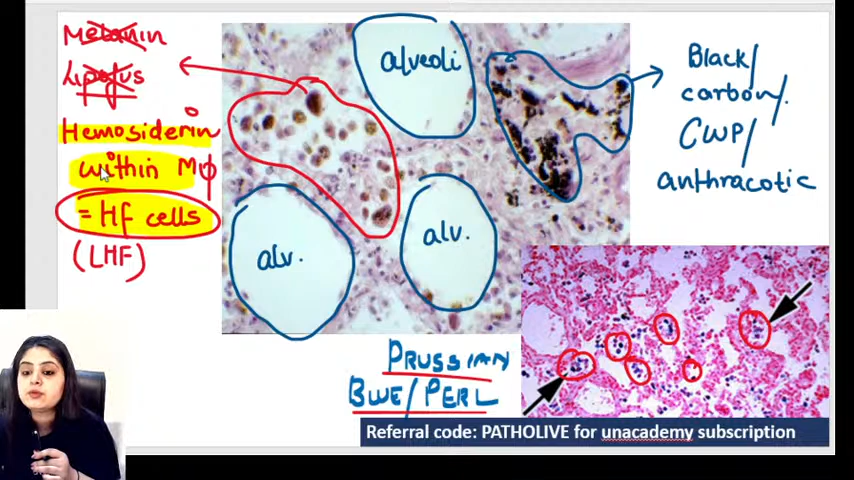 Melanin
Lipofus
Hemosiderin
within Mφ
= Hf cells
(LHF)
alveoli
alv.
alv.
Black/
carbon/.
CWP/
anthracotic
PRUSSIAN
BLUE/PERL
Referral code: PATHOLIVE for unacademy subscription